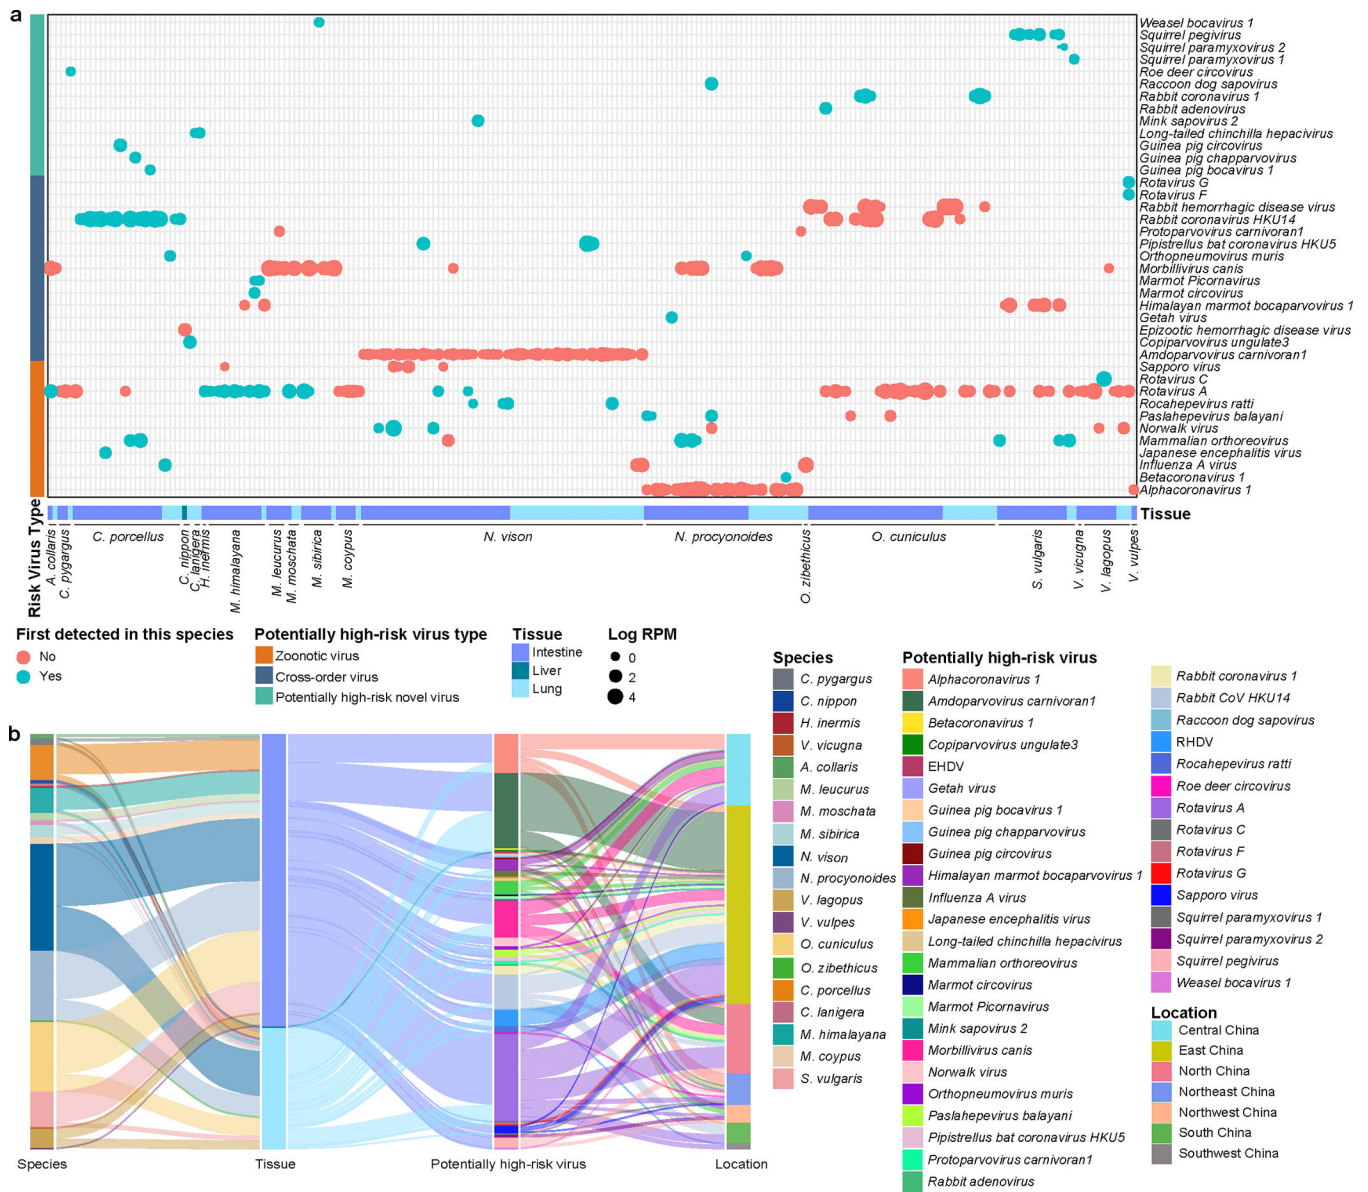 a
Weasel bocavirus 1
Squirrel pegivirus
Squirrel paramyxovirus 2
Squirrel paramyxovirus 1
Roe deer circovirus
Raccoon dog sapovirus
Rabbit coronavirus 1
Rabbit adenovirus
Mink sapovirus 2
Long-tailed chinchilla hepacivirus
Guinea pig circovirus
Guinea pig chapparvovirus
Guinea pig bocavirus 1
Rotavirus G
Rotavirus F
Rabbit hemorrhagic disease virus
Rabbit coronavirus HKU14
Protoparvovirus carnivoran1
Pipistrellus bat coronavirus HKU5
Orthopneumovirus muris
Morbillivirus canis
Marmot Picornavirus
Marmot circovirus
Himalayan marmot bocaparvovirus 1
Getah virus
Epizootic hemorrhagic disease virus
Copiparvovirus ungulate3
Amdoparvovirus carnivoran1
Sapporo virus
Rotavirus C
Rotavirus A
Rocahepevirus ratti
Paslahepevirus balayani
Norwalk virus
Mammalian orthoreovirus
Japanese encephalitis virus
Influenza A virus
Betacoronavirus 1
Alphacoronavirus 1
Tissue
Risk Virus Type
A. collaris
C. pygargus
C. porcellus
C. nippon
C. lanigera
H. inermis
M. himalayana
M. leucurus
M. moschata
M. sibirica
M. coypus
N. vison
N. procyonoides
O. zibethicus
O. cuniculus
S. vulgaris
V. vicugna
V. lagopus
V. vulpes
First detected in this species
No
Yes
Potentially high-risk virus type
Zoonotic virus
Cross-order virus
Potentially high-risk novel virus
Tissue
Intestine
Liver
Lung
Log RPM
0
2
4
b
Species
Tissue
Potentially high-risk virus
Location
Species
C. pygargus
C. nippon
H. inermis
V. vicugna
A. collaris
M. leucurus
M. moschata
M. sibirica
N. vison
N. procyonoides
V. lagopus
V. vulpes
O. cuniculus
O. zibethicus
C. porcellus
C. lanigera
M. himalayana
M. coypus
S. vulgaris
Potentially high-risk virus
Alphacoronavirus 1
Amdoparvovirus carnivoran1
Betacoronavirus 1
Copiparvovirus ungulate3
EHDV
Getah virus
Guinea pig bocavirus 1
Guinea pig chapparvovirus
Guinea pig circovirus
Himalayan marmot bocaparvovirus 1
Influenza A virus
Japanese encephalitis virus
Long-tailed chinchilla hepacivirus
Mammalian orthoreovirus
Marmot circovirus
Marmot Picornavirus
Mink sapovirus 2
Morbillivirus canis
Norwalk virus
Orthopneumovirus muris
Paslahepevirus balayani
Pipistrellus bat coronavirus HKU5
Protoparvovirus carnivoran1
Rabbit adenovirus
Rabbit coronavirus 1
Rabbit CoV HKU14
Raccoon dog sapovirus
RHDV
Rocahepevirus ratti
Roe deer circovirus
Rotavirus A
Rotavirus C
Rotavirus F
Rotavirus G
Sapporo virus
Squirrel paramyxovirus 1
Squirrel paramyxovirus 2
Squirrel pegivirus
Weasel bocavirus 1
Location
Central China
East China
North China
Northeast China
Northwest China
South China
Southwest China